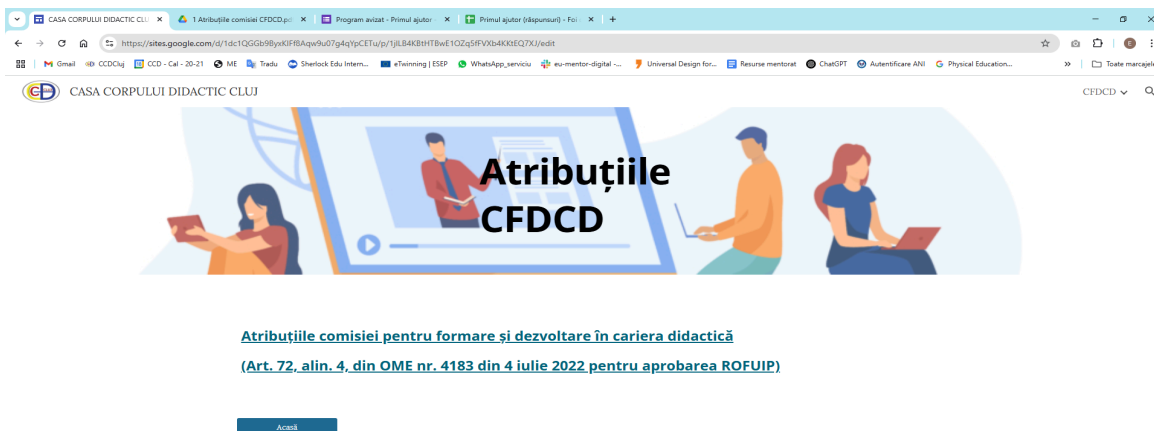 CASA CORPULUI DIDACTIC CLU
1 Atribuțiile comisiei CFDCD.pd
Program avizat - Primul ajutor -
Primul ajutor (răspunsuri) - Foi
https://sites.google.com/d/1dc1QGGb98yxKIFf8Aqw9u07g4qYpCETu/p/1jlLB4KBtHTBwE1OZq5fFVXb4KKtEQ7XJ/edit
Gmail CCDCluj CCD - Cal - 20-21 ME Tradu Sherlock Edu Intern... eTwinning | ESEP WhatsApp_serviciu eu-mentor-digital -... Universal Design for... Resurse mentorat ChatGPT Autentificare ANI Physical Education... » Toate marcajele
CCD CASA CORPULUI DIDACTIC CLUJ
CFDCD
Atribuțiile
CFDCD
Atribuțiile comisiei pentru formare și dezvoltare în cariera didactică
(Art. 72, alin. 4, din OME nr. 4183 din 4 iulie 2022 pentru aprobarea ROFUIP)
Acasă